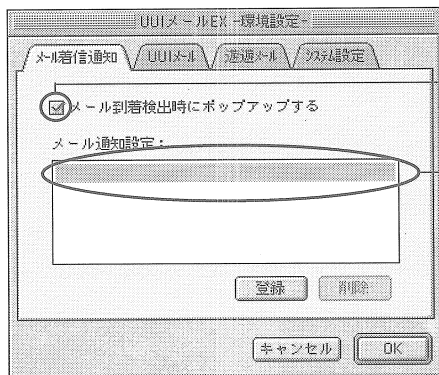 UUIメールEX -環境設定-
メール着信通知 UUIメール 遊遊メール システム設定
メール到着検出時にポップアップする
メール通知設定：
登録 削除
キャンセル OK